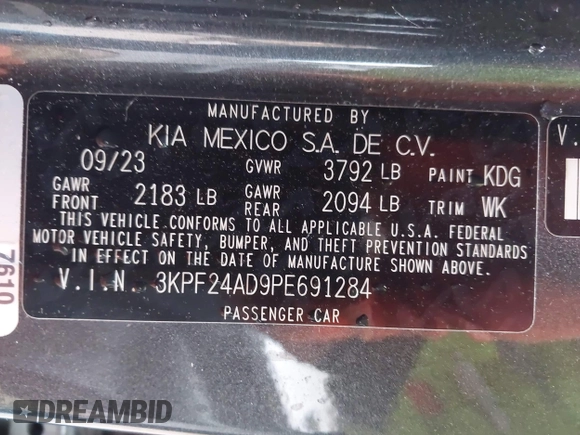 MANUFACTURED BY
KIA MEXICO S.A. DE C.V.
09/23 GVWR 3792 LB PAINT KDG
GAWR FRONT 2183 LB GAWR REAR 2094 LB TRIM WK
THIS VEHICLE CONFORMS TO ALL APPLICABLE U.S.A. FEDERAL
MOTOR VEHICLE SAFETY, BUMPER, AND THEFT PREVENTION STANDARDS
IN EFFECT ON THE DATE OF MANUFACTURE SHOWN ABOVE.
V.I.N. 3KPF24AD9PE691284
PASSENGER CAR
V.
7610
DREAMBID